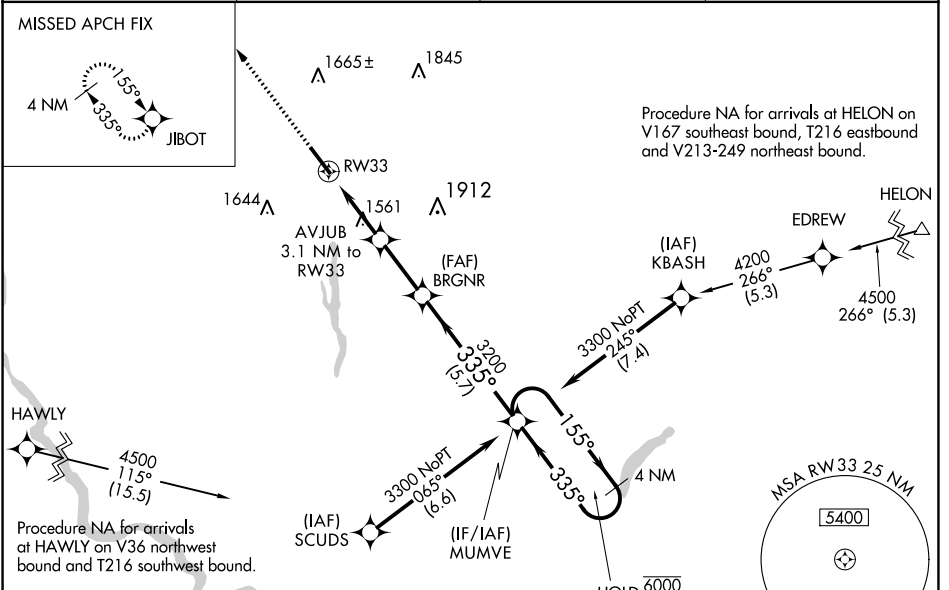 MISSED APCH FIX
155°
4 NM
335°
JIBOT
1665±
1845
Procedure NA for arrivals at HELON on
V167 southeast bound, T216 eastbound
and V213-249 northeast bound.
RW33
1644
1561
1912
AVJUB
3.1 NM to
RW33
(FAF)
BRGNR
(IAF)
KBASH
EDREW
HELON
4200
266°
(5.3)
4500
266° (5.3)
3300 NoPT
245°
(7.4)
3200
335°
(5.7)
HAWLY
4500
115°
(15.5)
Procedure NA for arrivals
at HAWLY on V36 northwest
bound and T216 southwest bound.
3300 NoPT
065°
(6.6)
(IAF)
SCUDS
(IF/IAF)
MUMVE
155°
335°
4 NM
HOLD 6000
MSA RW33 25 NM
5400